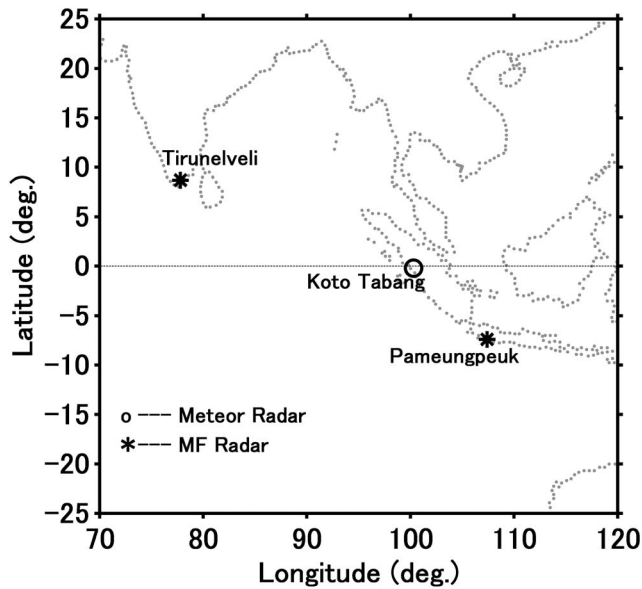 25
20
15
10
5
0
−5
−10
−15
−20
−25
Latitude (deg.)
Tirunelveli
Koto Tabang
Pameungpeuk
o --- Meteor Radar
* --- MF Radar
70 80 90 100 110 120
Longitude (deg.)